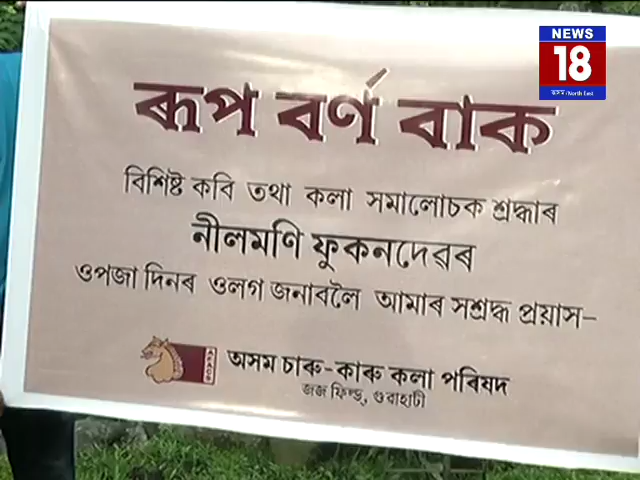 NEWS
18
অসম / North East
ৰূপ বৰ্ণ বাক
বিশিষ্ট কবি তথা কলা সমালোচক শ্ৰদ্ধাৰ
নীলমণি ফুকনদেৱৰ
ওপজা দিনৰ ওলগ জনাবলৈ আমাৰ সশ্ৰদ্ধ প্ৰয়াস–
অসম চাৰু-কাৰু কলা পৰিষদ
জজ ফিল্ড, গুৱাহাটী